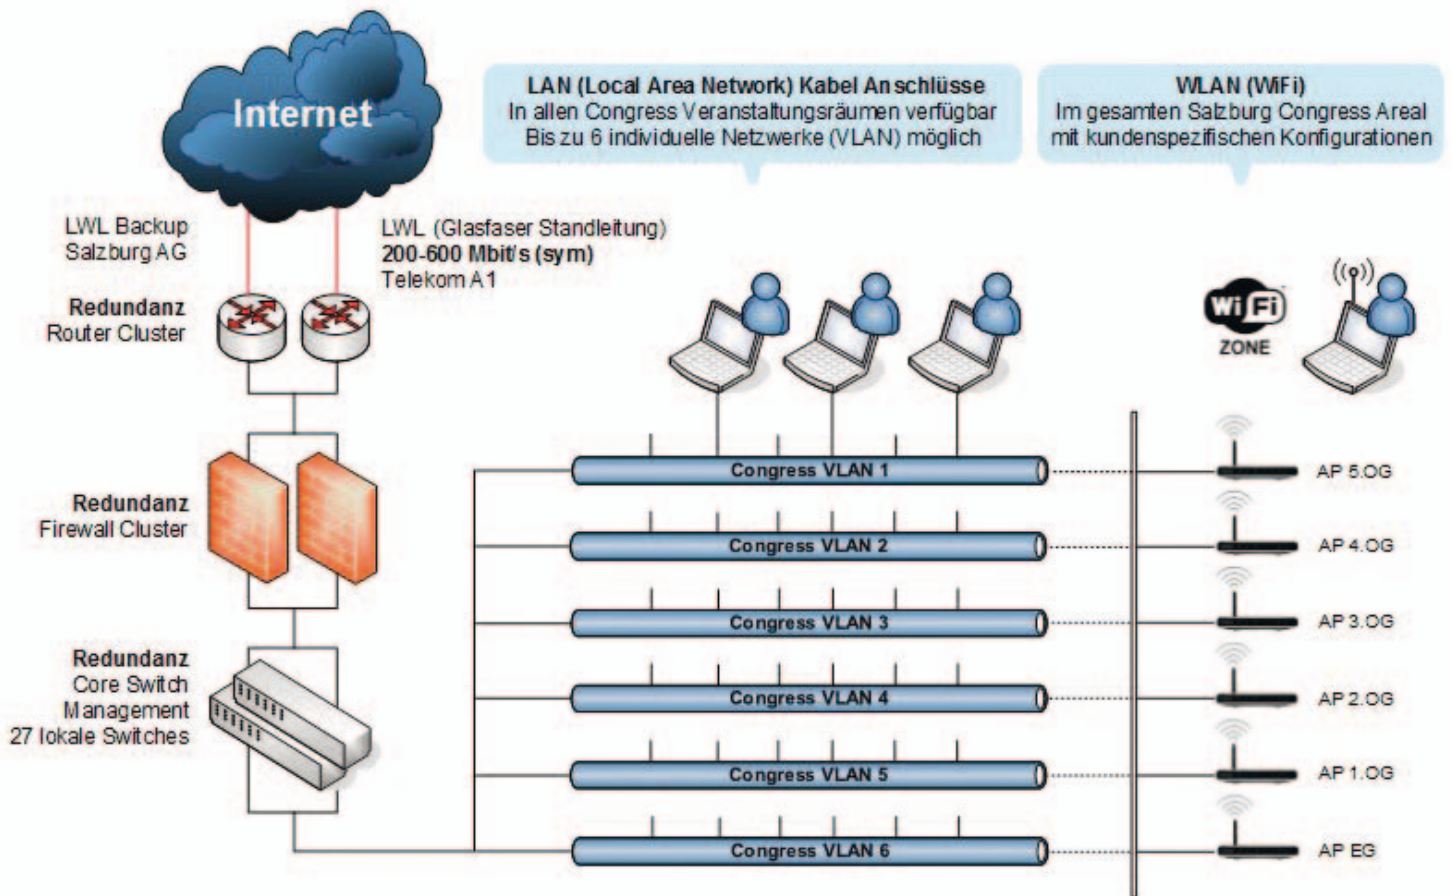 Internet
LAN (Local Area Network) Kabel Anschlüsse
In allen Congress Veranstaltungsräumen verfügbar
Bis zu 6 individuelle Netzwerke (VLAN) möglich
WLAN (WiFi)
Im gesamten Salzburg Congress Areal
mit kundenspezifischen Konfigurationen
LWL Backup
Salzburg AG
LWL (Glasfaser Standleitung)
200-600 Mbit/s (sym)
Telekom A1
Redundanz
Router Cluster
Wi Fi
ZONE
Redundanz
Firewall Cluster
Redundanz
Core Switch
Management
27 lokale Switches
Congress VLAN 1
AP 5.OG
Congress VLAN 2
AP 4.OG
Congress VLAN 3
AP 3.OG
Congress VLAN 4
AP 2.OG
Congress VLAN 5
AP 1.OG
Congress VLAN 6
AP EG